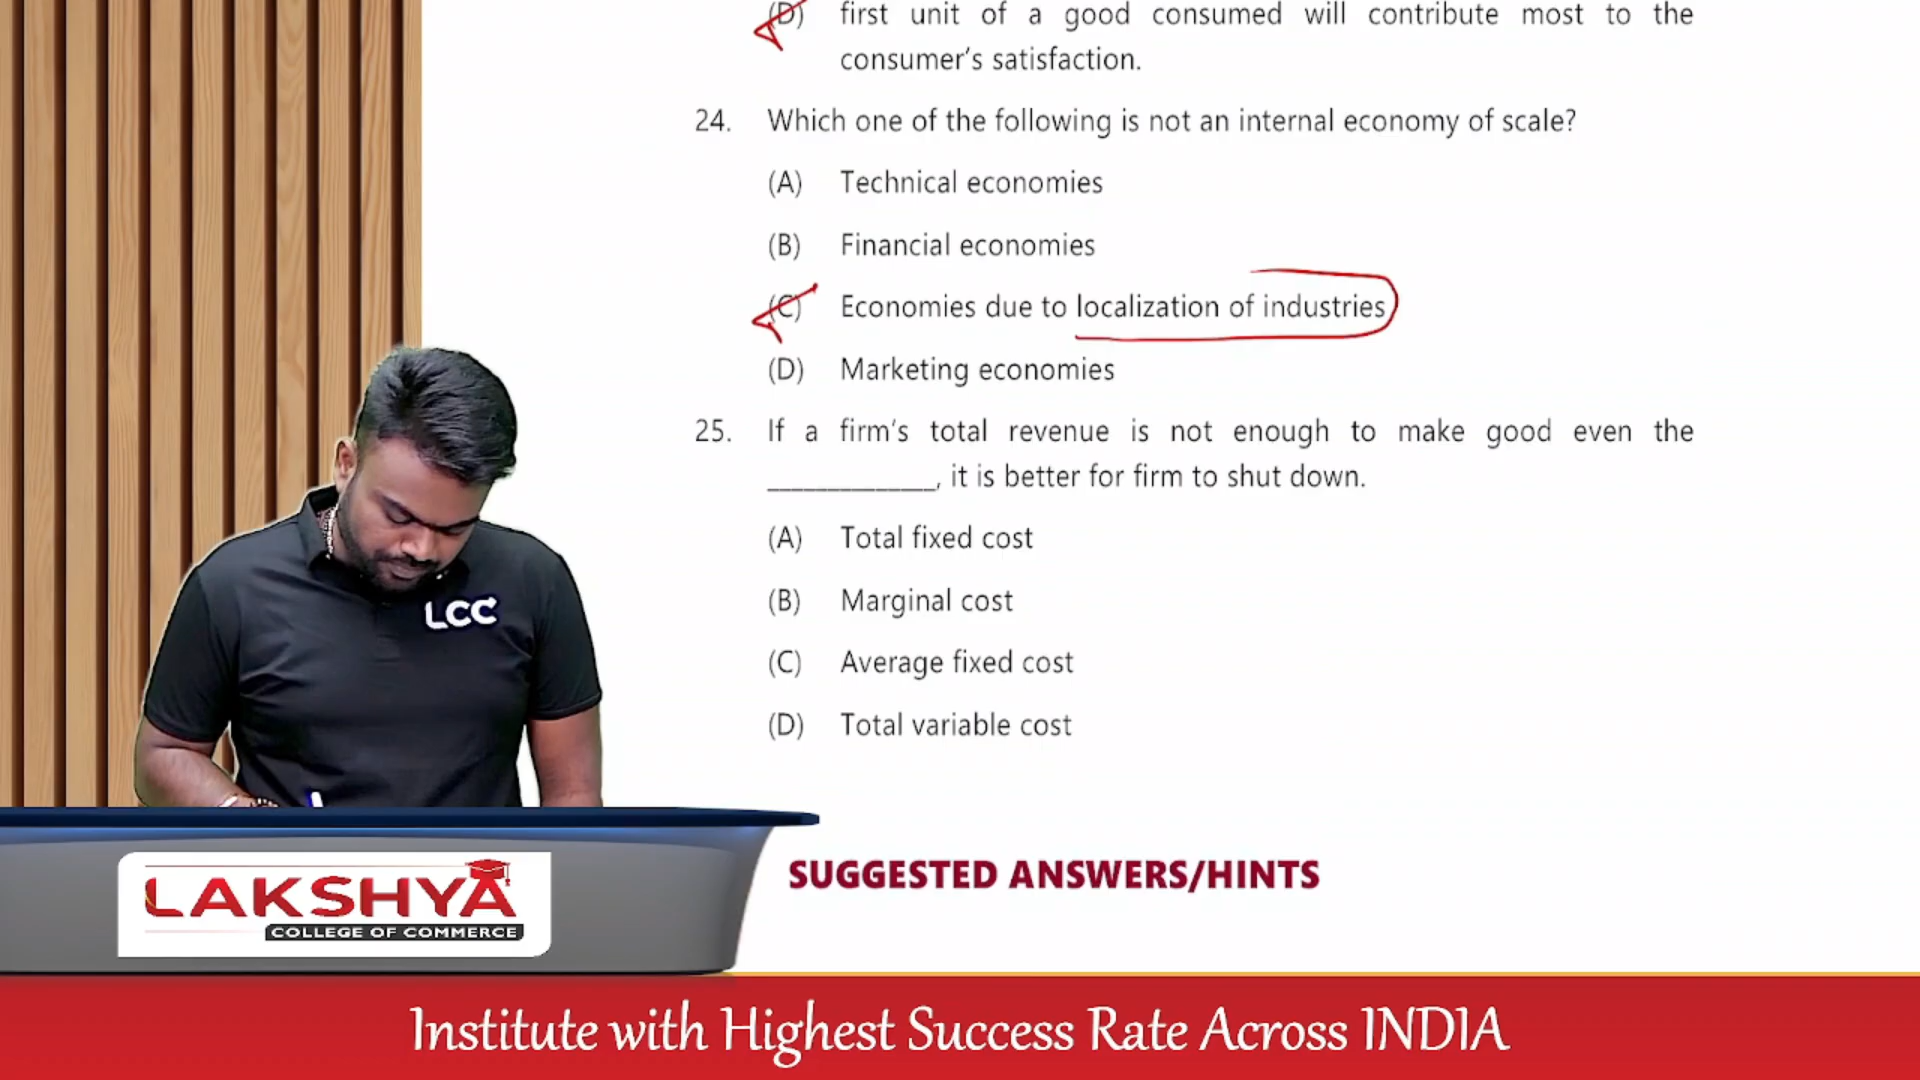 (D) first unit of a good consumed will contribute most to the
consumer's satisfaction.
24. Which one of the following is not an internal economy of scale?
(A) Technical economies
(B) Financial economies
(C) Economies due to localization of industries
(D) Marketing economies
25. If a firm's total revenue is not enough to make good even the
______________, it is better for firm to shut down.
(A) Total fixed cost
(B) Marginal cost
(C) Average fixed cost
(D) Total variable cost
LCC
SUGGESTED ANSWERS/HINTS
LAKSHYA
COLLEGE OF COMMERCE
Institute with Highest Success Rate Across INDIA